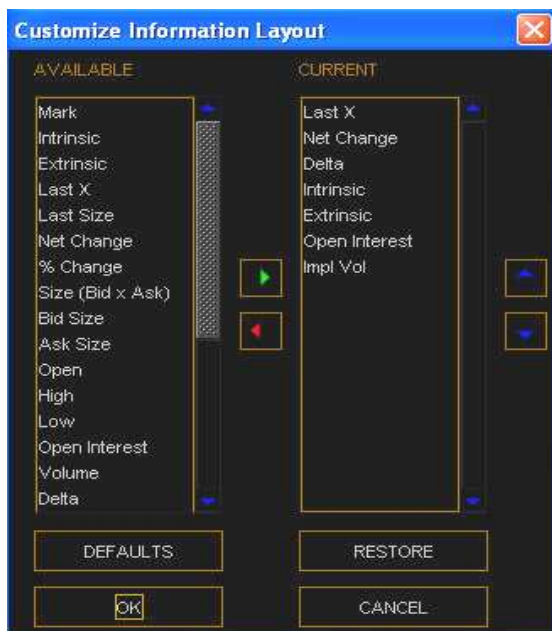 Customize Information Layout
AVAILABLE
Mark
Intrinsic
Extrinsic
Last X
Last Size
Net Change
% Change
Size (Bid x Ask)
Bid Size
Ask Size
Open
High
Low
Open Interest
Volume
Delta
CURRENT
Last X
Net Change
Delta
Intrinsic
Extrinsic
Open Interest
Impl Vol
DEFAULTS
RESTORE
OK
CANCEL